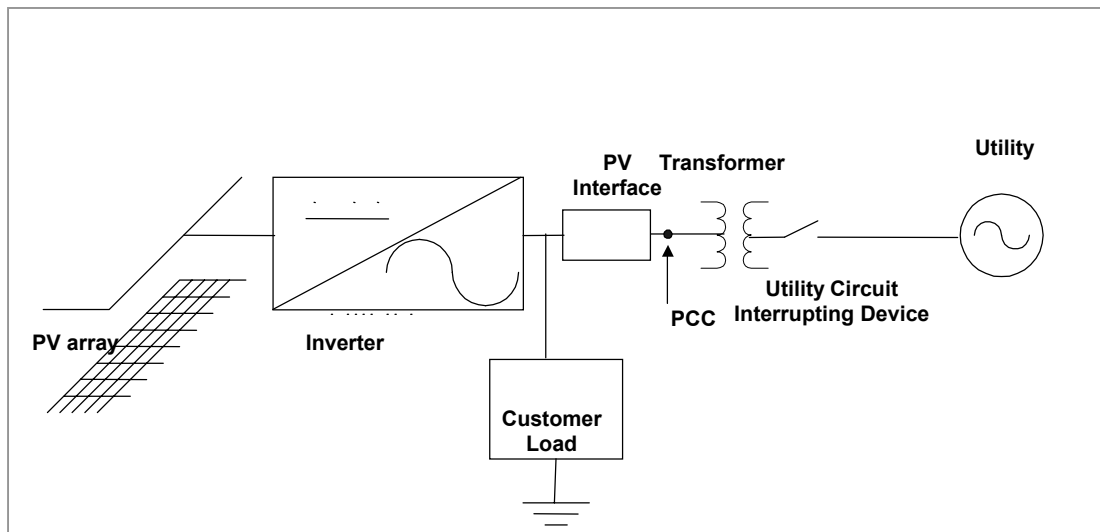 Utility
PV
Interface
Transformer
PV array
Inverter
PCC
Utility Circuit
Interrupting Device
Customer
Load